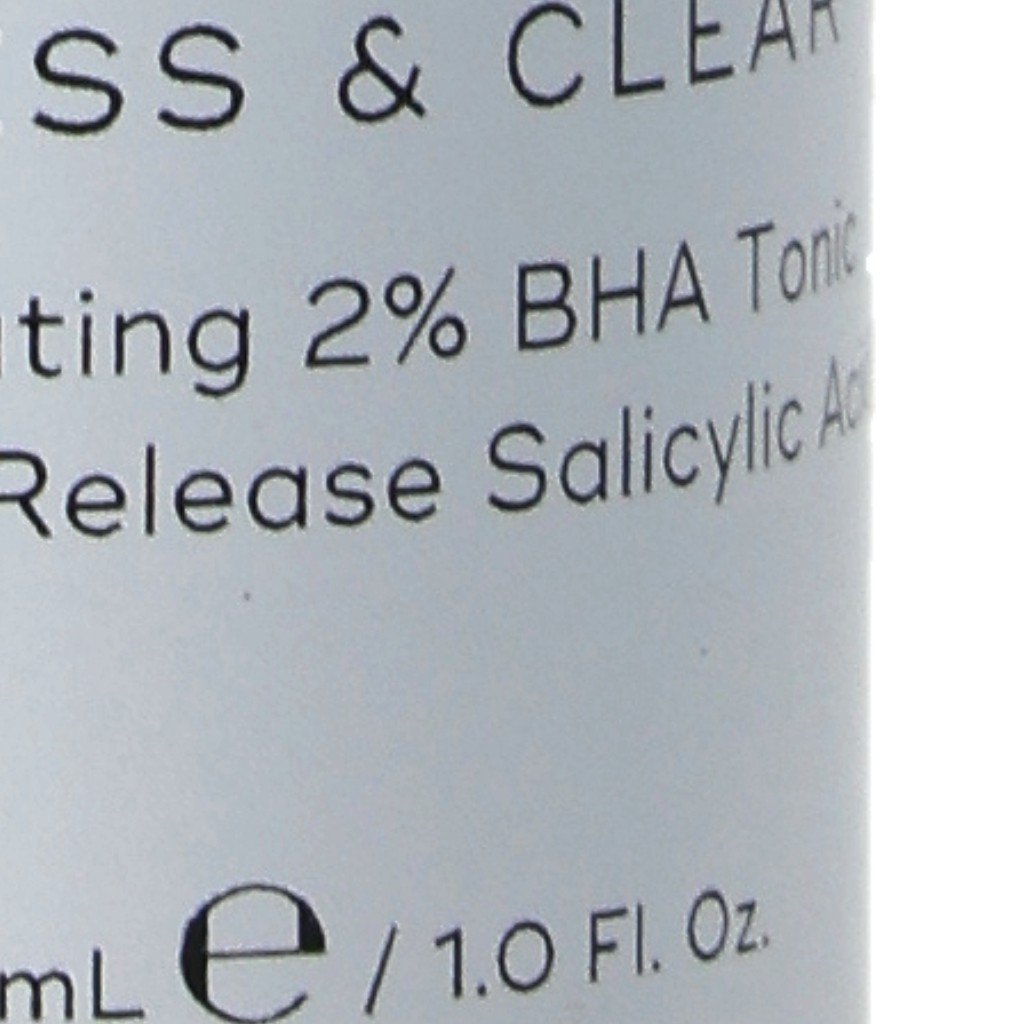 SS & CLEAR
ting 2% BHA Tonic
Release Salicylic
mL e / 1.0 Fl. Oz.